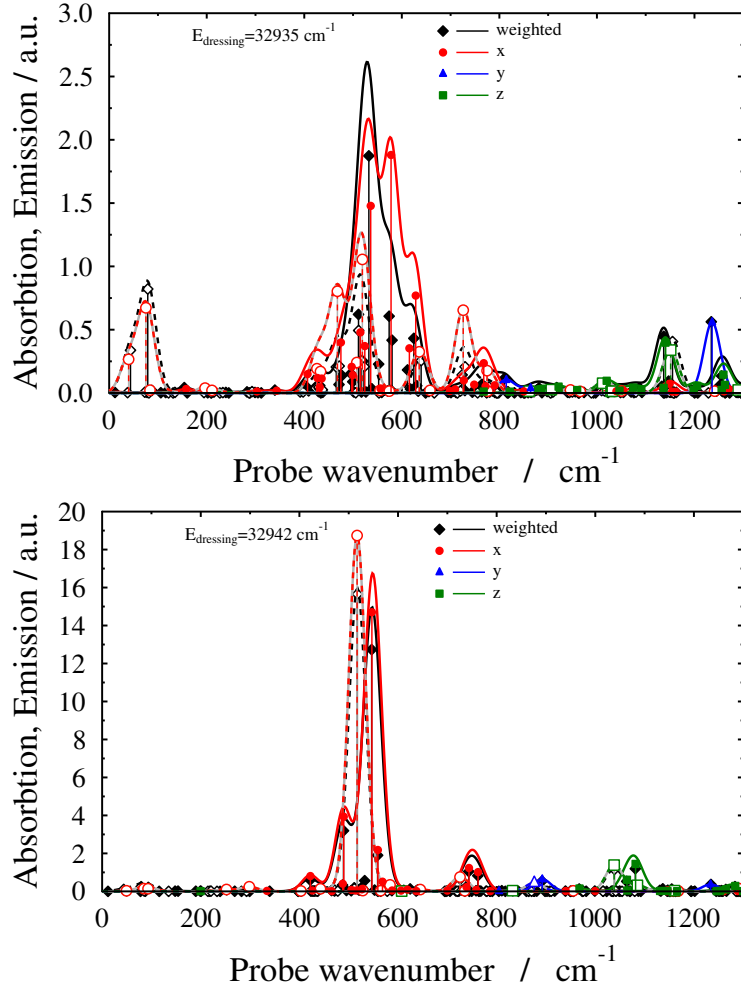 3.0
E_dressing=32935 cm^-1
weighted
x
y
z
2.5
2.0
1.5
1.0
0.5
0.0
Absorbtion, Emission / a.u.
0 200 400 600 800 1000 1200
Probe wavenumber / cm^-1
20
E_dressing=32942 cm^-1
weighted
x
y
z
18
16
14
12
10
8
6
4
2
0
Absorbtion, Emission / a.u.
0 200 400 600 800 1000 1200
Probe wavenumber / cm^-1